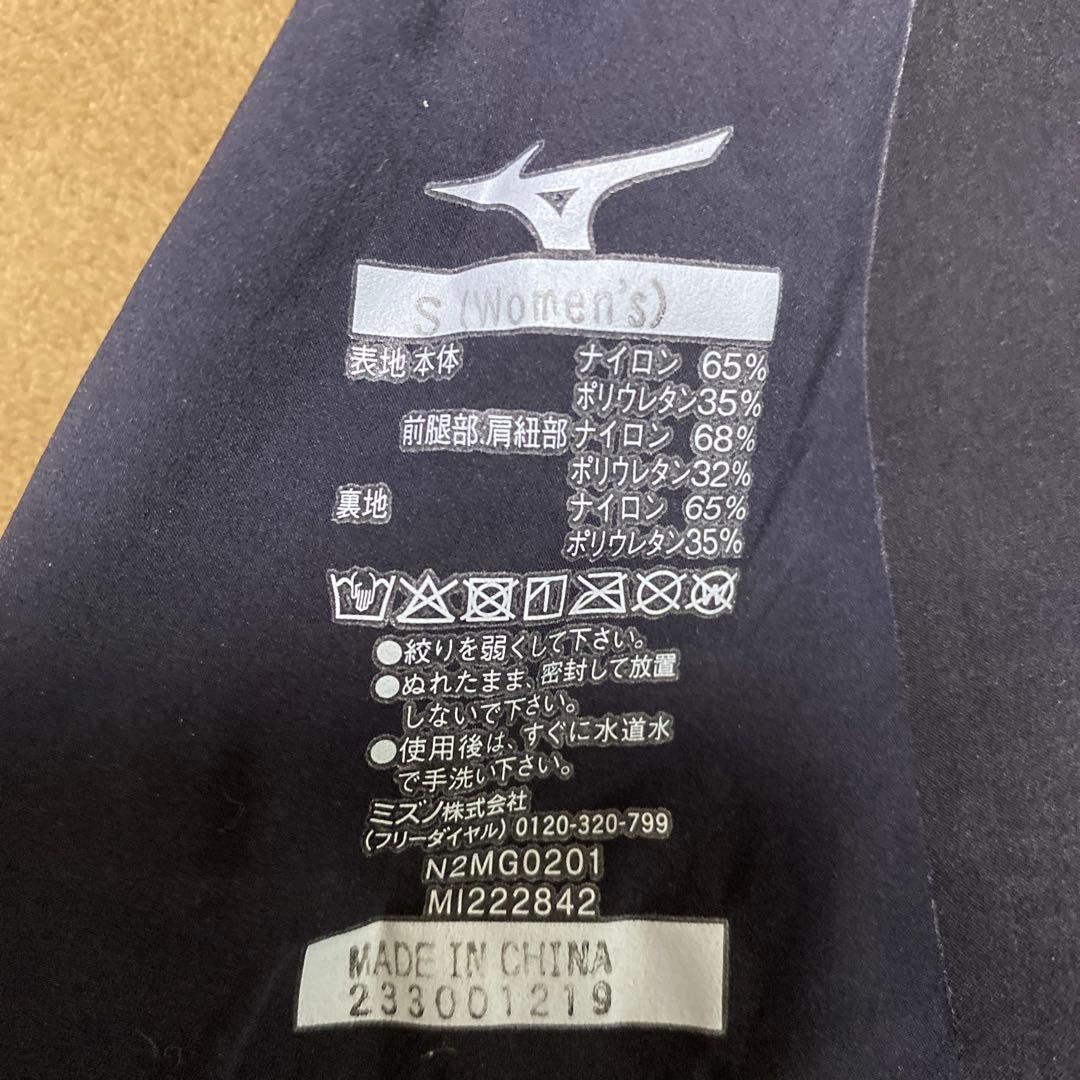 S (Women's)
表地 本体 ナイロン 65%
ポリウレタン35%
前腿部.肩紐部 ナイロン 68%
ポリウレタン32%
裏地 ナイロン 65%
ポリウレタン35%
●絞りを弱くして下さい。
●ぬれたまま、密封して放置
しないで下さい。
●使用後は、すぐに水道水
で手洗い下さい。
ミズノ株式会社
(フリーダイヤル) 0120-320-799
N2MG0201
MI222842
MADE IN CHINA
233001219